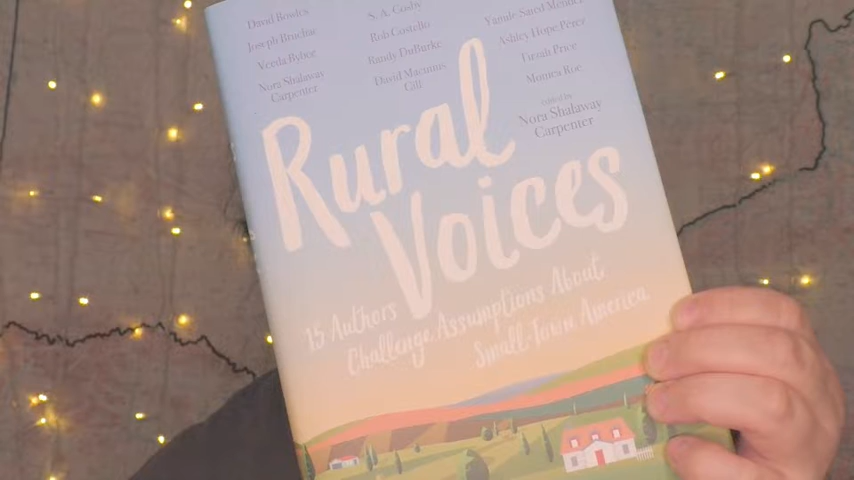 David Bowles
Joseph Bruchac
Veeda Bybee
Nora Shalaway
Carpenter
S. A. Cosby
Rob Costello
Randy DuBurke
David Macinnis
Gill
Yamile Saied Méndez
Ashley Hope Pérez
Tirzah Price
Monica Roe
edited by
Nora Shalaway
Carpenter
Rural
Voices
15 Authors
Challenge Assumptions About
Small-Town America